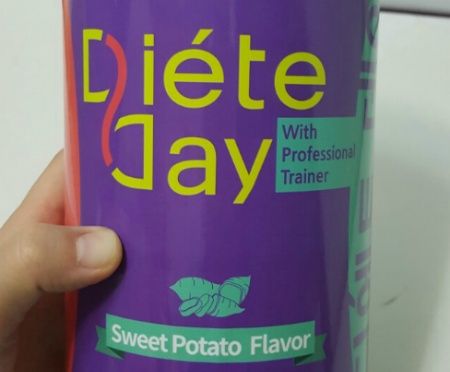 Diéte
Day
With
Professional
Trainer
Sweet Potato Flavor